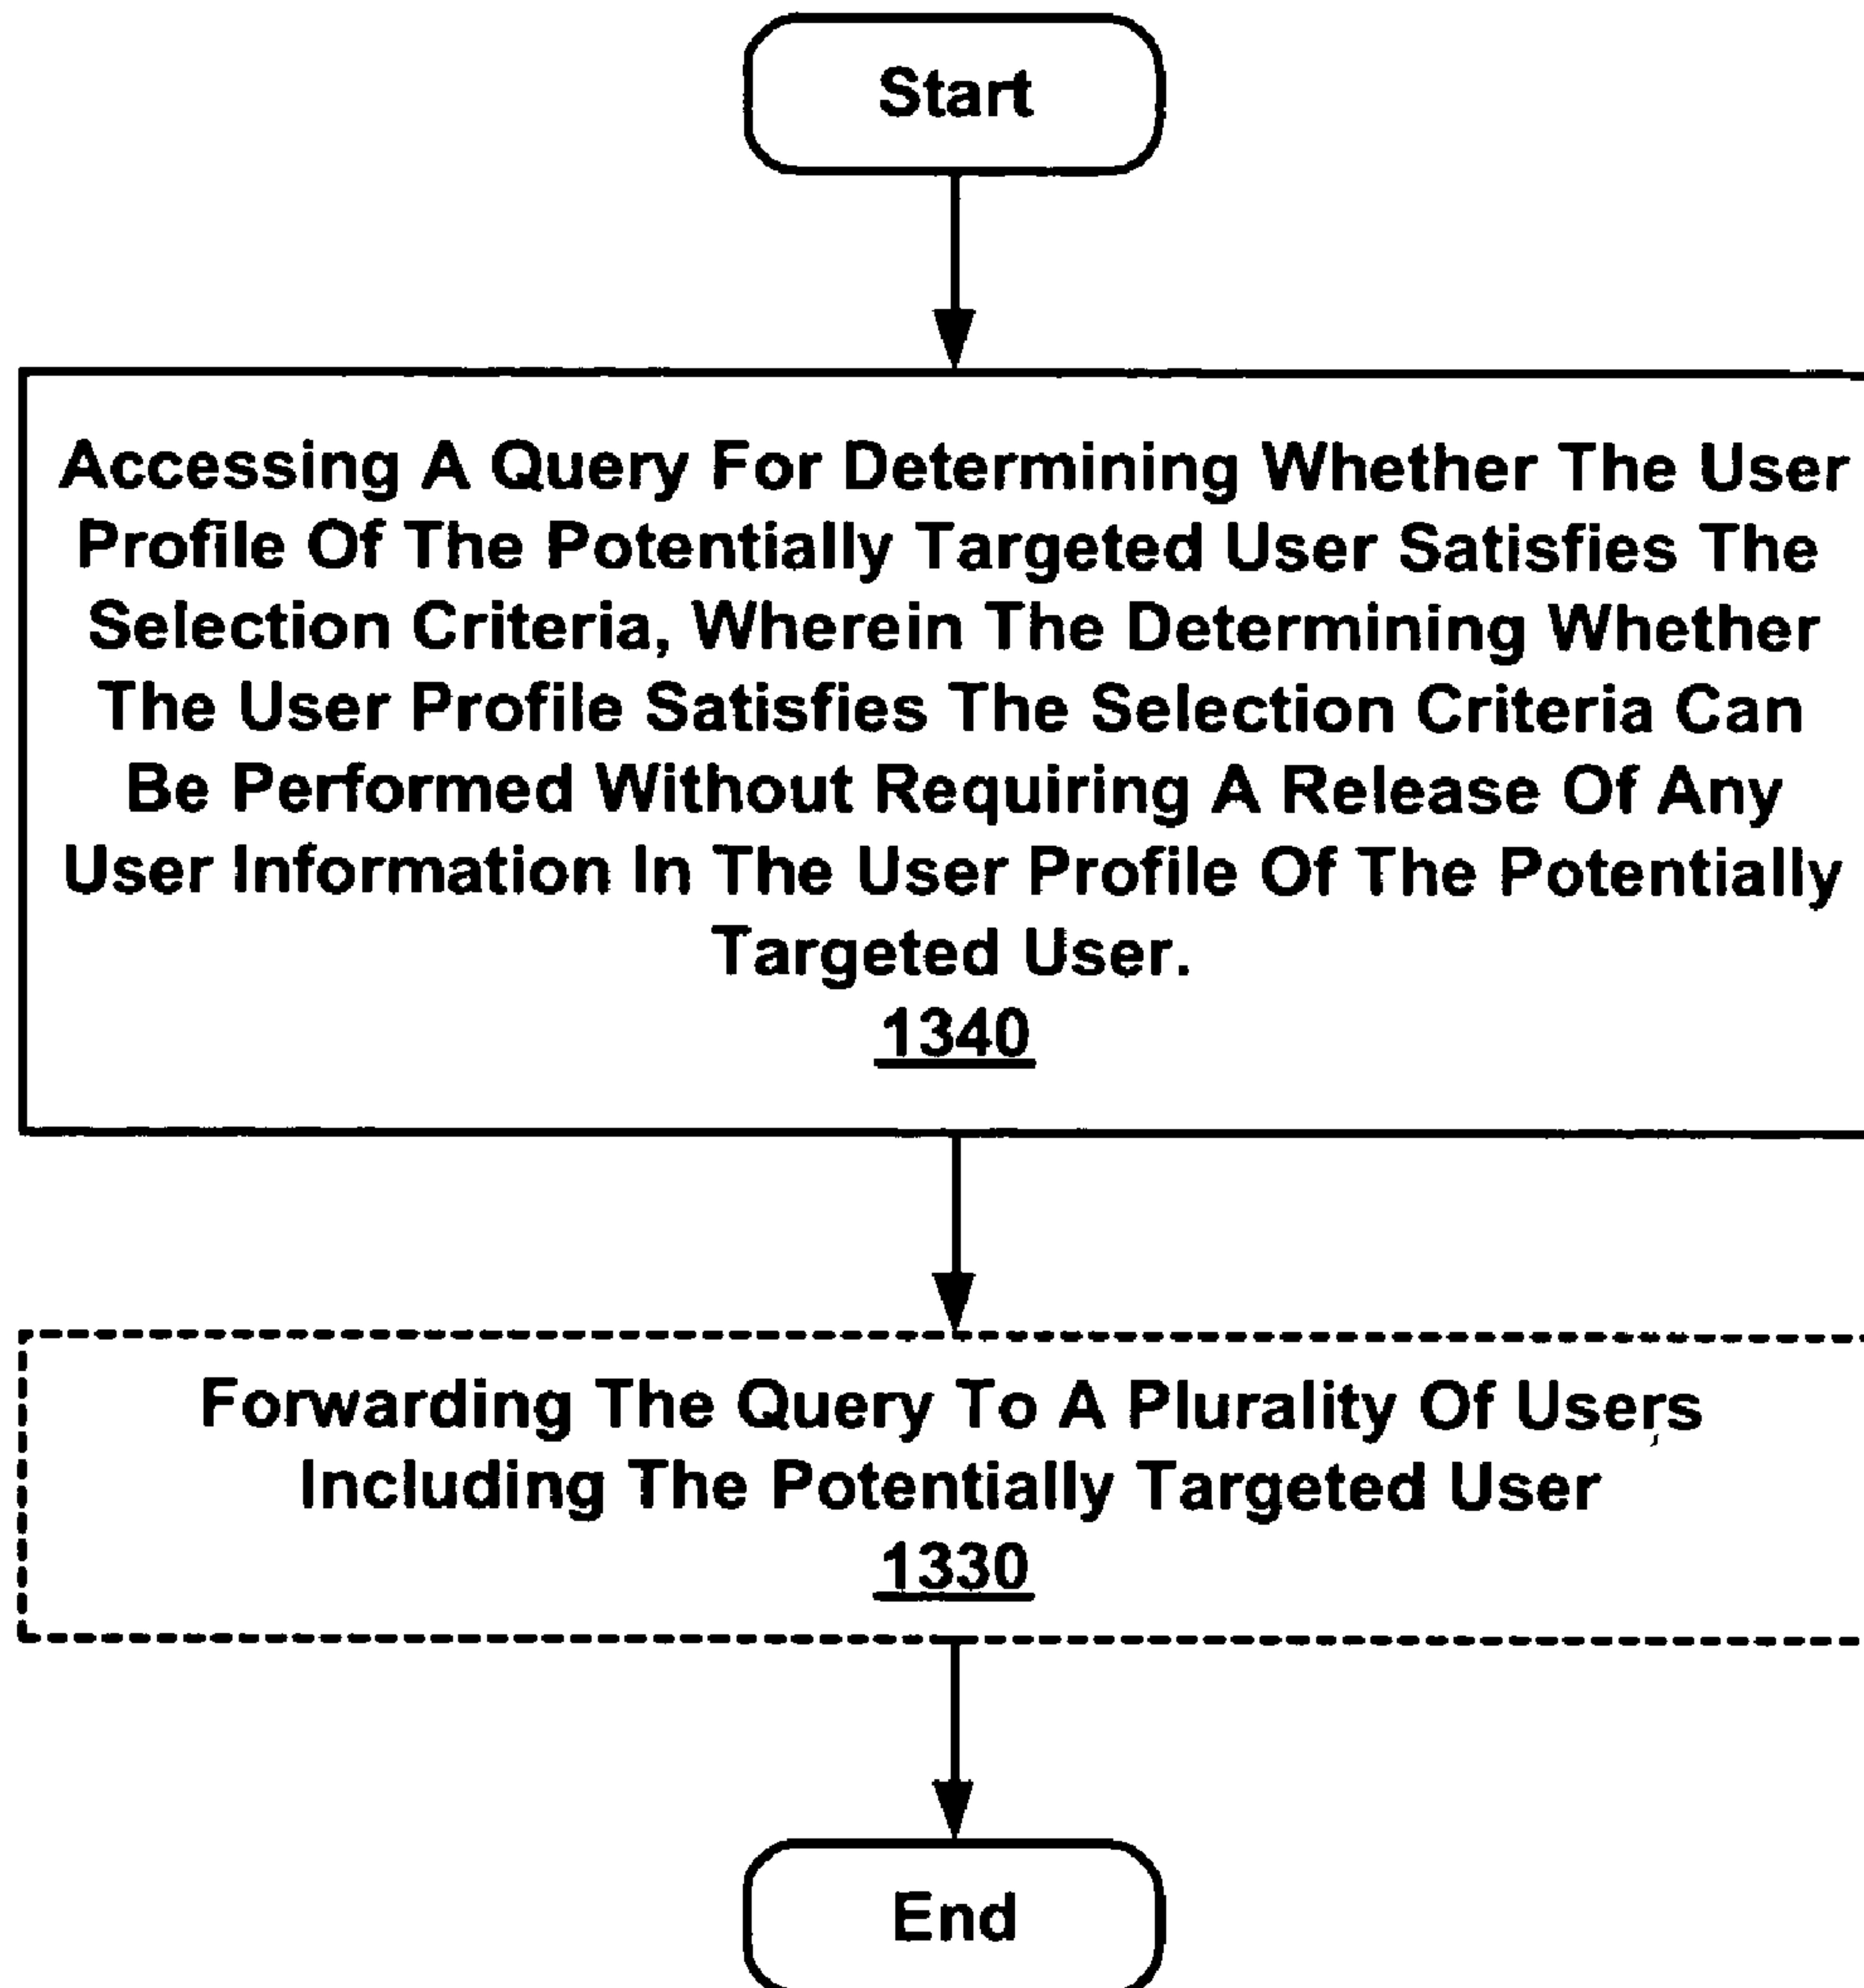 Start
Accessing A Query For Determining Whether The User
Profile Of The Potentially Targeted User Satisfies The
Selection Criteria, Wherein The Determining Whether
The User Profile Satisfies The Selection Criteria Can
Be Performed Without Requiring A Release Of Any
User Information In The User Profile Of The Potentially
Targeted User.
1340
Forwarding The Query To A Plurality Of Users
Including The Potentially Targeted User
1330
End